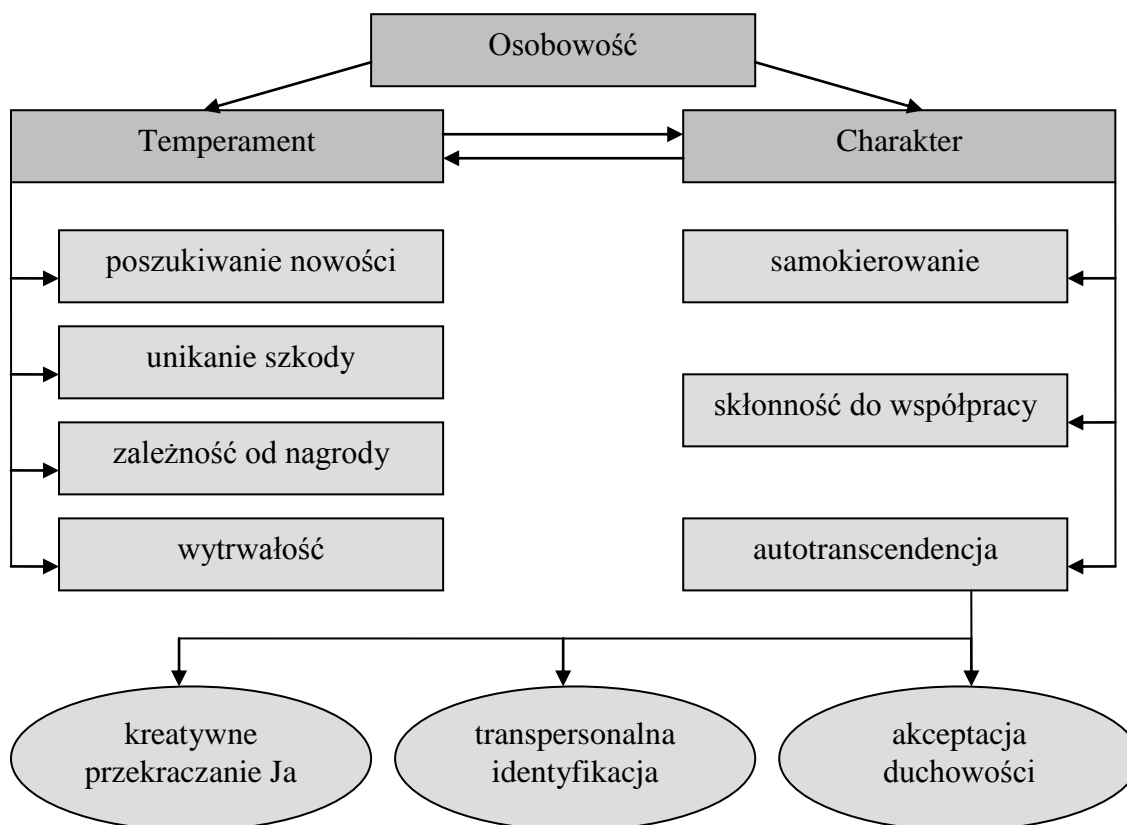 Osobowość
Temperament
Charakter
poszukiwanie nowości
samokierowanie
unikanie szkody
skłonność do współpracy
zależność od nagrody
wytrwałość
autotranscendencja
kreatywne
przekraczanie Ja
transpersonalna
identyfikacja
akceptacja
duchowości